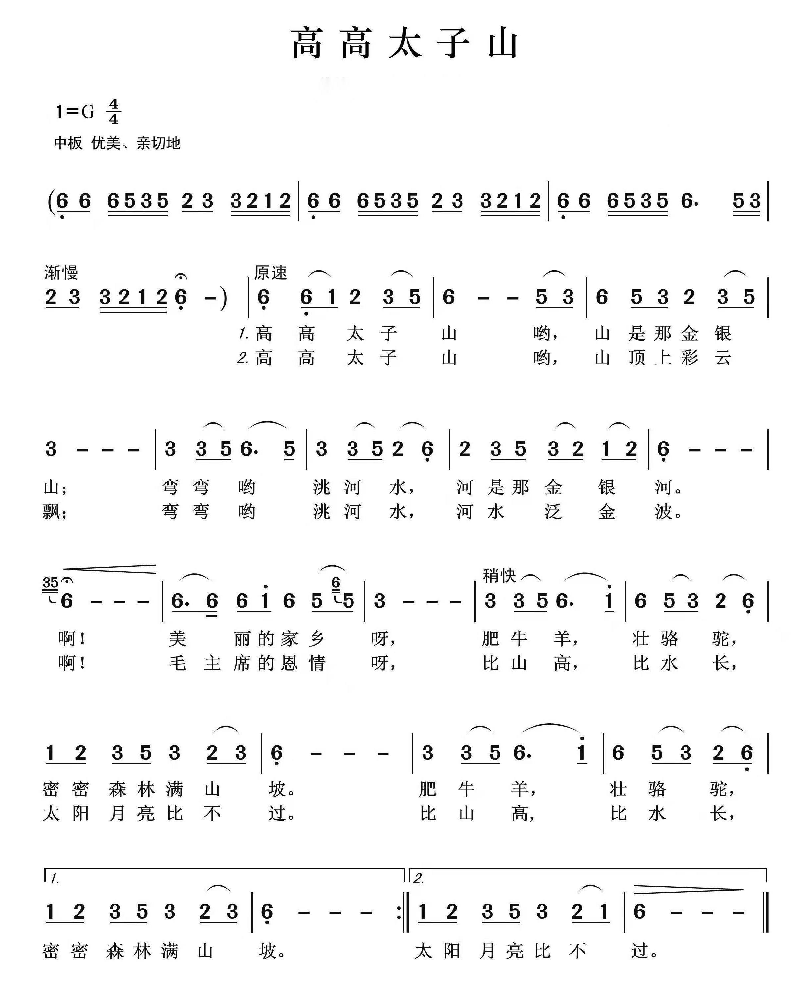 高高太子山
1=G 4/4
中板 优美、亲切地
(6̣ 6 6535 23 3212 | 6̣ 6 6535 23 3212 | 6̣ 6 6535 6. 53 |
渐慢 原速
2 3 3212 6̣ –) | 6̣ 6̣ 1 2 3 5 | 6 – – 5 3 | 6 5 3 2 3 5 |
1. 高 高 太 子 山 哟, 山 是 那 金 银
2. 高 高 太 子 山 哟, 山 顶 上 彩 云
3 – – – | 3 3 5 6. 5 | 3 3 5 2 6̣ | 2 3 5 3 2 1 2 | 6̣ – – – |
山; 弯 弯 哟 洮 河 水, 河 是 那 金 银 河。
飘; 弯 弯 哟 洮 河 水, 河 水 泛 金 波。
稍快
35 6 – – – | 6. 6 6 1̇ 6 5 6 5 | 3 – – – | 3 3 5 6. 1̇ | 6 5 3 2 6̣ |
啊! 美 丽 的 家 乡 呀, 肥 牛 羊, 壮 骆 驼,
啊! 毛 主 席 的 恩 情 呀, 比 山 高, 比 水 长,
1 2 3 5 3 2 3 | 6̣ – – – | 3 3 5 6. 1̇ | 6 5 3 2 6̣ |
密 密 森 林 满 山 坡。 肥 牛 羊, 壮 骆 驼,
太 阳 月 亮 比 不 过。 比 山 高, 比 水 长,
1. 2.
1 2 3 5 3 2 3 | 6̣ – – – :‖ 1 2 3 5 3 2 1 | 6 – – – ‖
密 密 森 林 满 山 坡。 太 阳 月 亮 比 不 过。